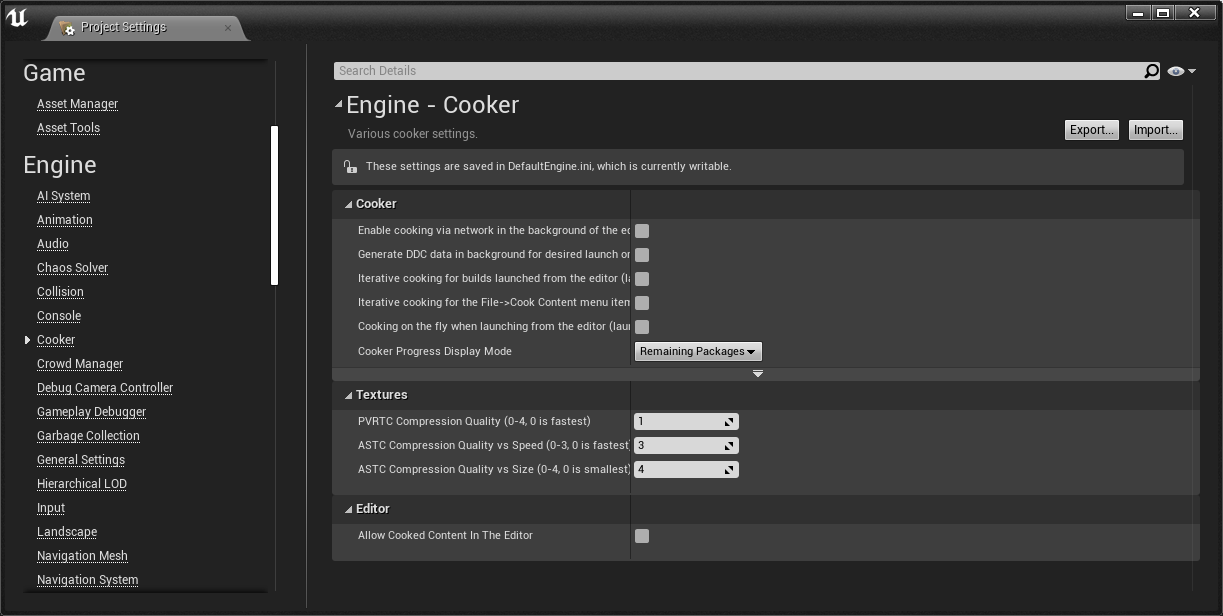 Project Settings
Game
Asset Manager
Asset Tools
Engine
AI System
Animation
Audio
Chaos Solver
Collision
Console
Cooker
Crowd Manager
Debug Camera Controller
Gameplay Debugger
Garbage Collection
General Settings
Hierarchical LOD
Input
Landscape
Navigation Mesh
Navigation System
Search Details
Engine - Cooker
Various cooker settings.
Export...
Import...
These settings are saved in DefaultEngine.ini, which is currently writable.
Cooker
Enable cooking via network in the background of the ed
Generate DDC data in background for desired launch on
Iterative cooking for builds launched from the editor (la
Iterative cooking for the File->Cook Content menu item
Cooking on the fly when launching from the editor (laun
Cooker Progress Display Mode
Remaining Packages
Textures
PVRTC Compression Quality (0-4, 0 is fastest)
1
ASTC Compression Quality vs Speed (0-3, 0 is fastest)
3
ASTC Compression Quality vs Size (0-4, 0 is smallest)
4
Editor
Allow Cooked Content In The Editor